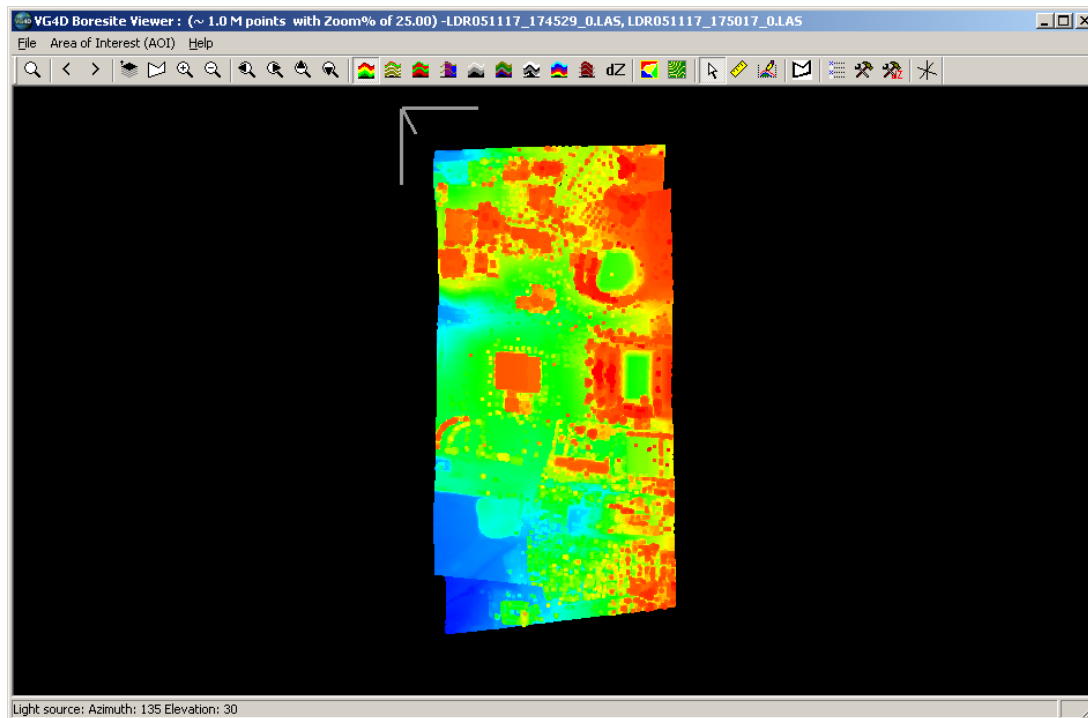 VG4D Boresite Viewer : (~ 1.0 M points with Zoom% of 25.00) -LDR051117_174529_0.LAS, LDR051117_175017_0.LAS
File Area of Interest (AOI) Help
dZ
Light source: Azimuth: 135 Elevation: 30